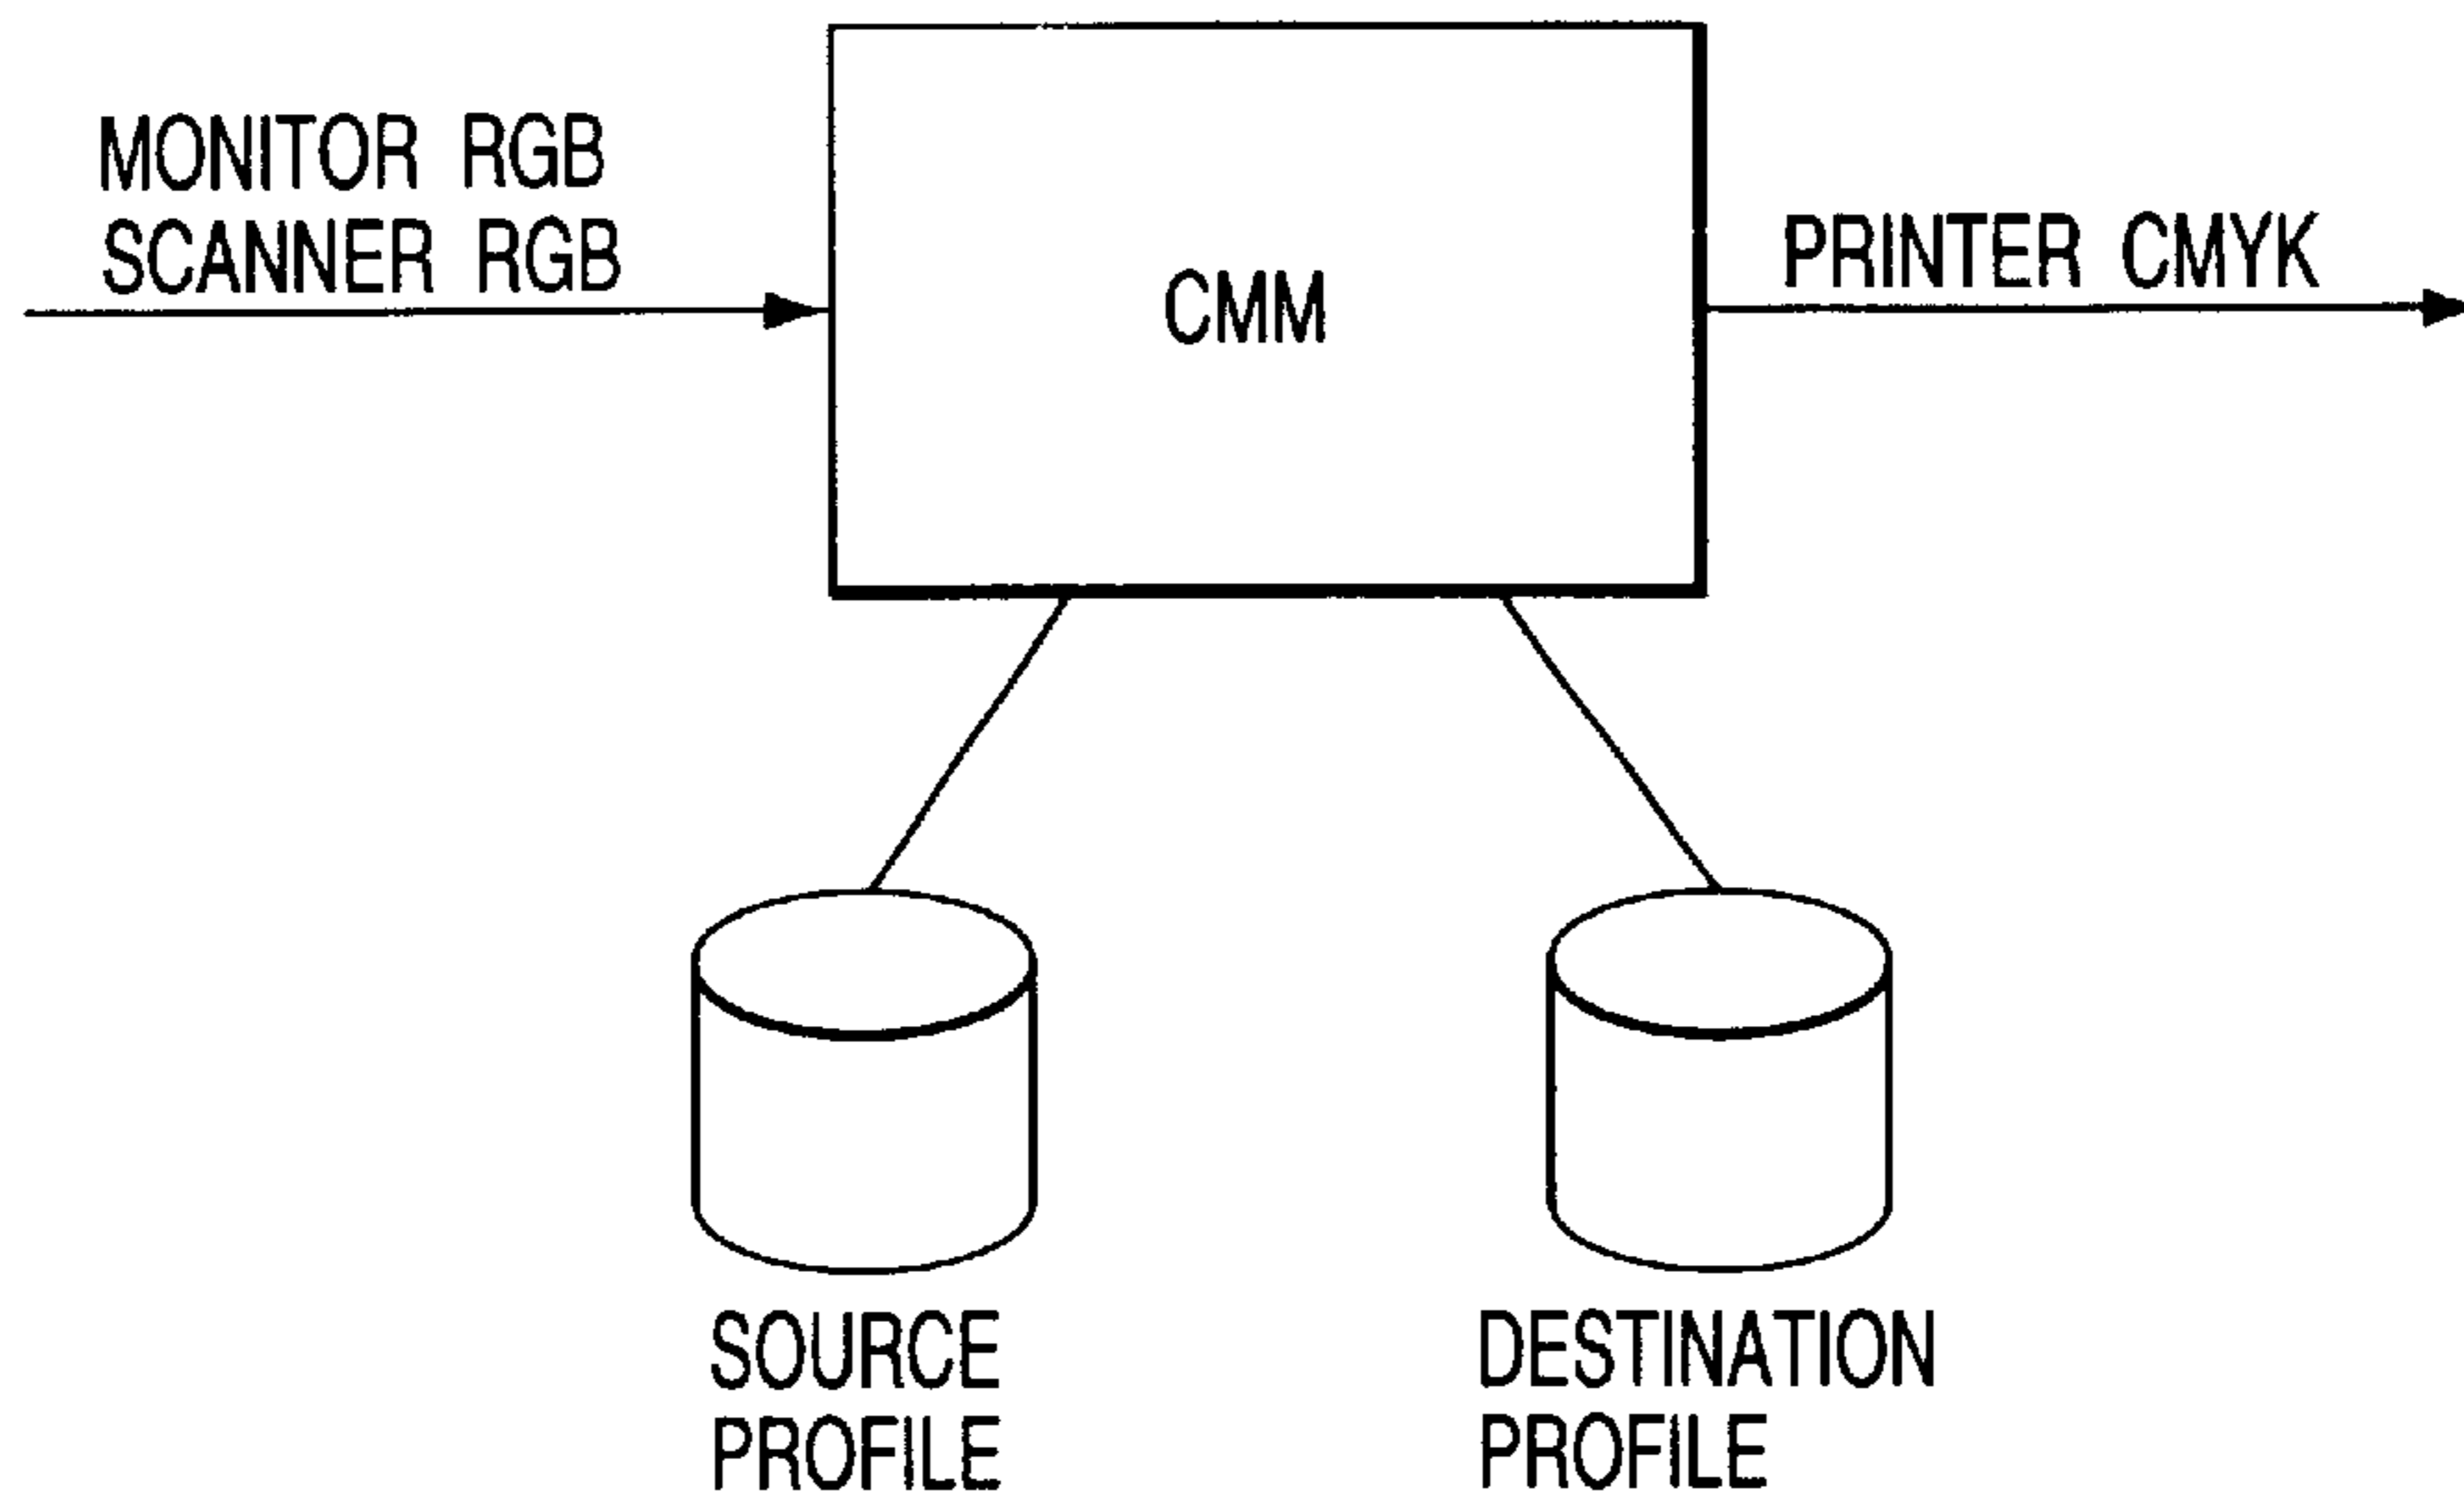 MONITOR RGB
SCANNER RGB
CMM
PRINTER CMYK
SOURCE
PROFILE
DESTINATION
PROFILE